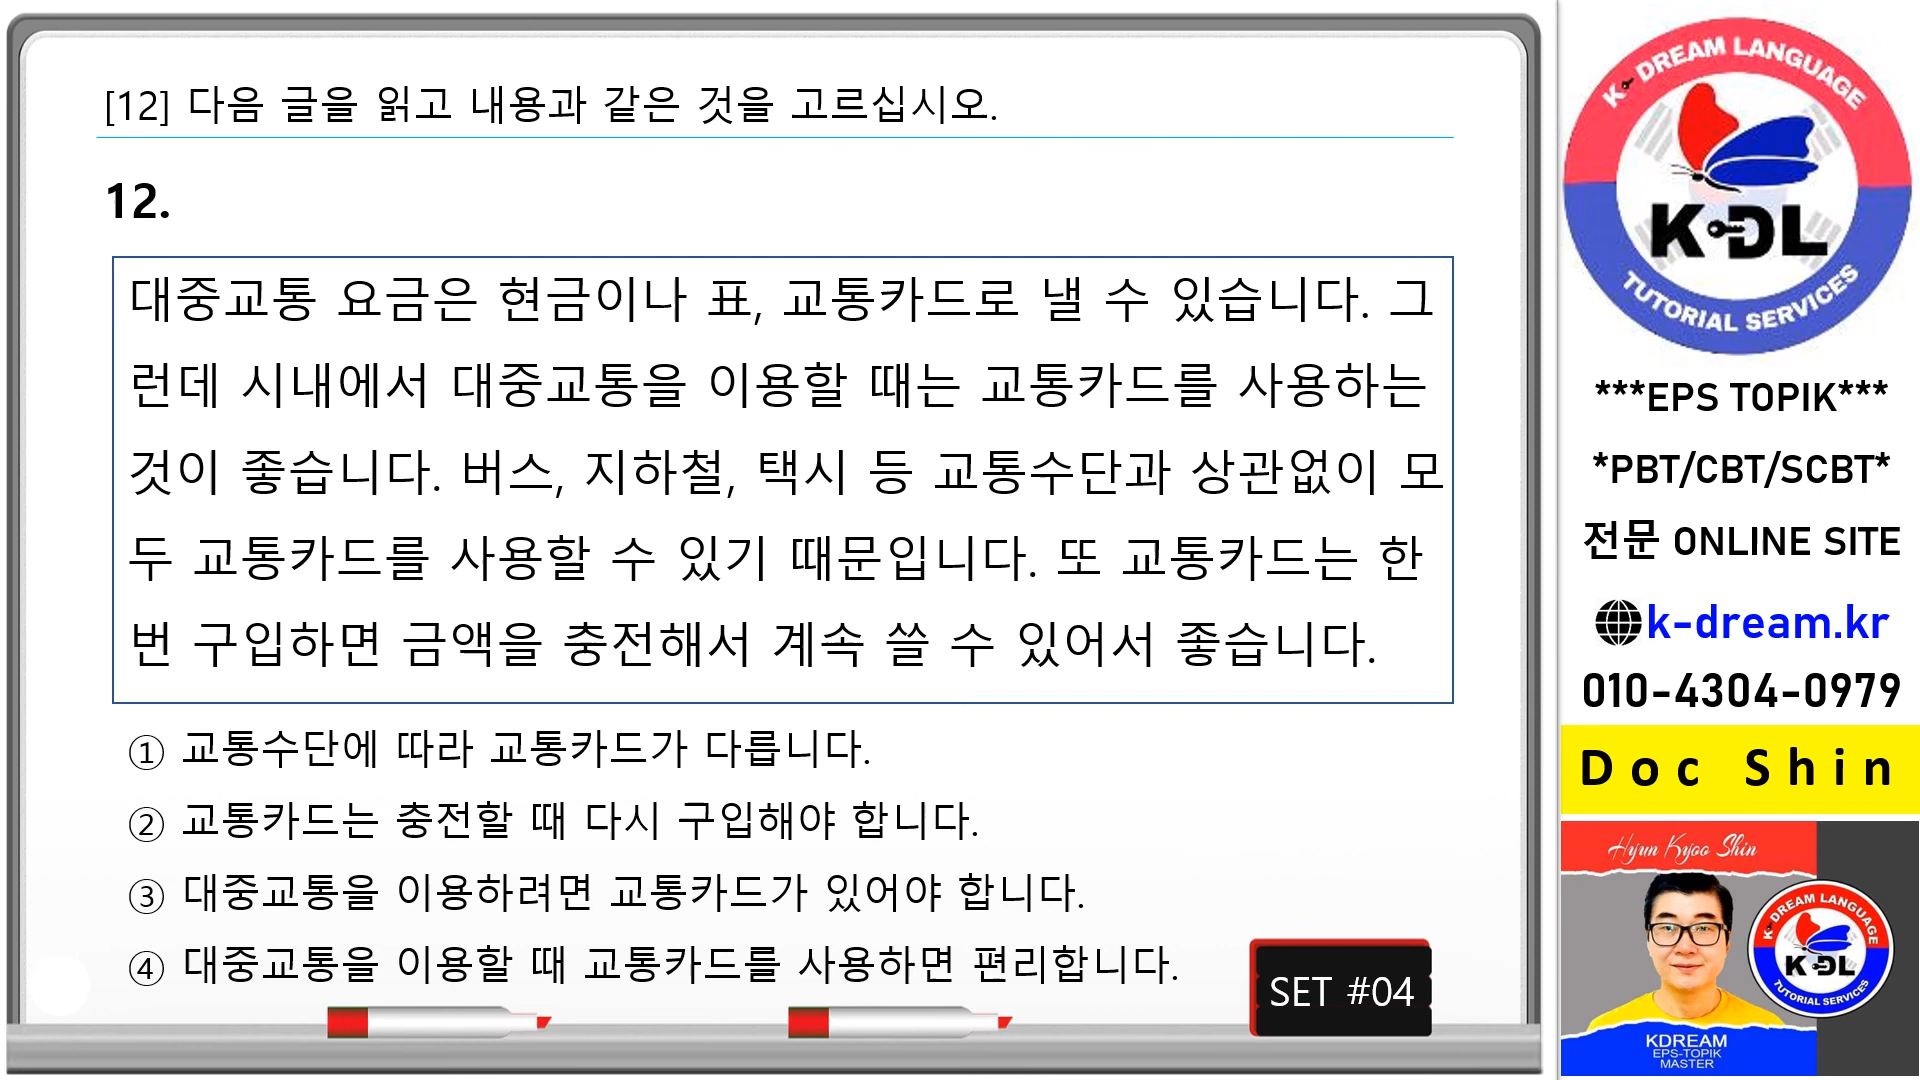 [12] 다음 글을 읽고 내용과 같은 것을 고르십시오.
12.
대중교통 요금은 현금이나 표, 교통카드로 낼 수 있습니다. 그
런데 시내에서 대중교통을 이용할 때는 교통카드를 사용하는
것이 좋습니다. 버스, 지하철, 택시 등 교통수단과 상관없이 모
두 교통카드를 사용할 수 있기 때문입니다. 또 교통카드는 한
번 구입하면 금액을 충전해서 계속 쓸 수 있어서 좋습니다.
① 교통수단에 따라 교통카드가 다릅니다.
② 교통카드는 충전할 때 다시 구입해야 합니다.
③ 대중교통을 이용하려면 교통카드가 있어야 합니다.
④ 대중교통을 이용할 때 교통카드를 사용하면 편리합니다.
SET #04
K-DREAM LANGUAGE
K-DL
TUTORIAL SERVICES
***EPS TOPIK***
*PBT/CBT/SCBT*
전문 ONLINE SITE
k-dream.kr
010-4304-0979
Doc Shin
Hyun Kyoo Shin
K-DREAM LANGUAGE
K-DL
TUTORIAL SERVICES
KDREAM
EPS-TOPIK
MASTER